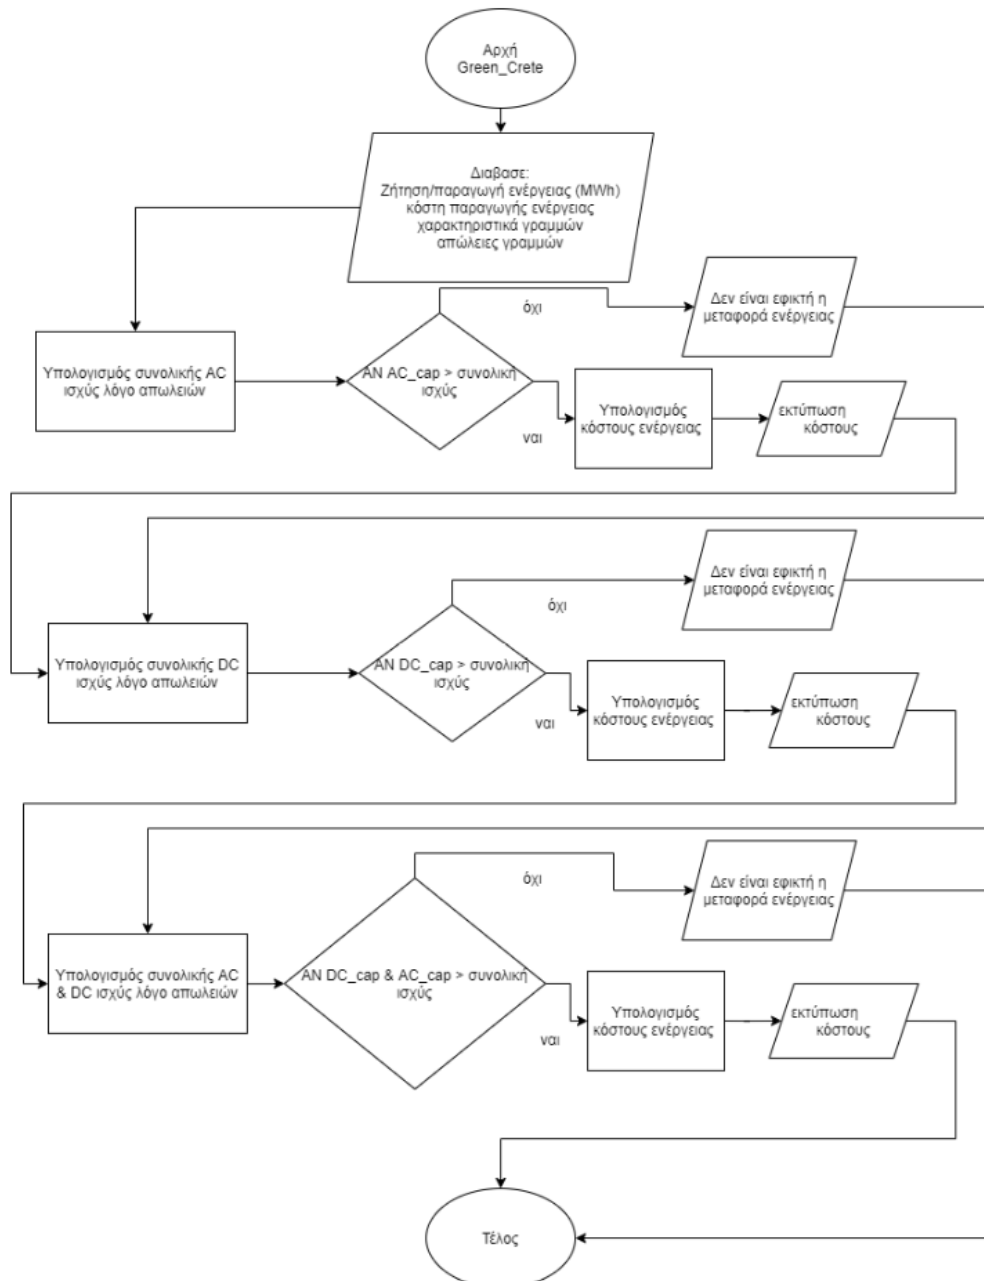 Αρχή
Green_Crete
Διαβασε:
Ζήτηση/παραγωγή ενέργειας (MWh)
κόστη παραγωγής ενέργειας
χαρακτηριστικά γραμμών
απώλειες γραμμών
όχι
Δεν είναι εφικτή η
μεταφορά ενέργειας
Υπολογισμός συνολικής AC
ισχύς λόγο απωλειών
ΑΝ AC_cap > συνολική
ισχύς
ναι
Υπολογισμός
κόστους ενέργειας
εκτύπωση
κόστους
όχι
Δεν είναι εφικτή η
μεταφορά ενέργειας
Υπολογισμός συνολικής DC
ισχύς λόγο απωλειών
ΑΝ DC_cap > συνολική
ισχύς
ναι
Υπολογισμός
κόστους ενέργειας
εκτύπωση
κόστους
όχι
Δεν είναι εφικτή η
μεταφορά ενέργειας
Υπολογισμός συνολικής AC
& DC ισχύς λόγο απωλειών
ΑΝ DC_cap & AC_cap > συνολική
ισχύς
ναι
Υπολογισμός
κόστους ενέργειας
εκτύπωση
κόστους
Τέλος